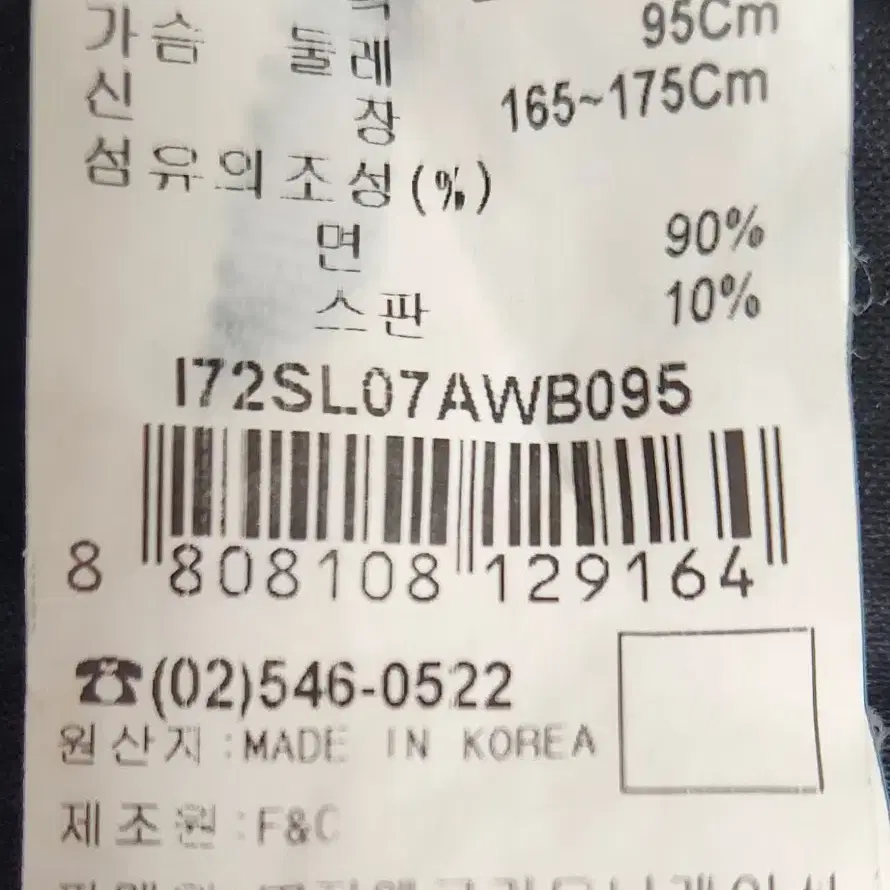 가슴 둘레 95Cm
신 장 165~175Cm
섬유의조성(%)
면 90%
스판 10%
I72SL07AWB095
8 808108 129164
☎(02)546-0522
원산지 :MADE IN KOREA
제조원 :F&C